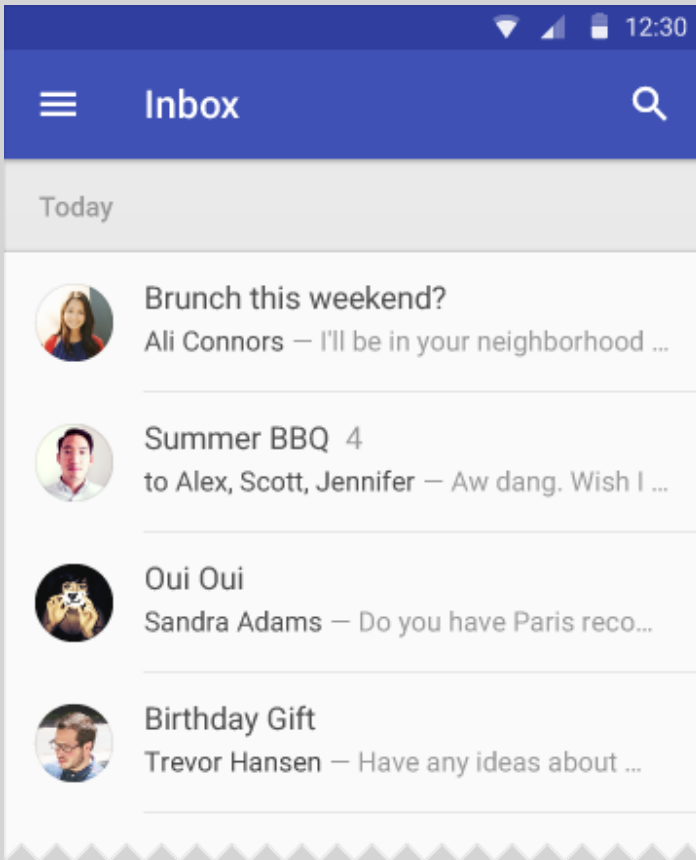 12:30
Inbox
Today
Brunch this weekend?
Ali Connors — I'll be in your neighborhood ...
Summer BBQ 4
to Alex, Scott, Jennifer — Aw dang. Wish I ...
Oui Oui
Sandra Adams — Do you have Paris reco...
Birthday Gift
Trevor Hansen — Have any ideas about ...